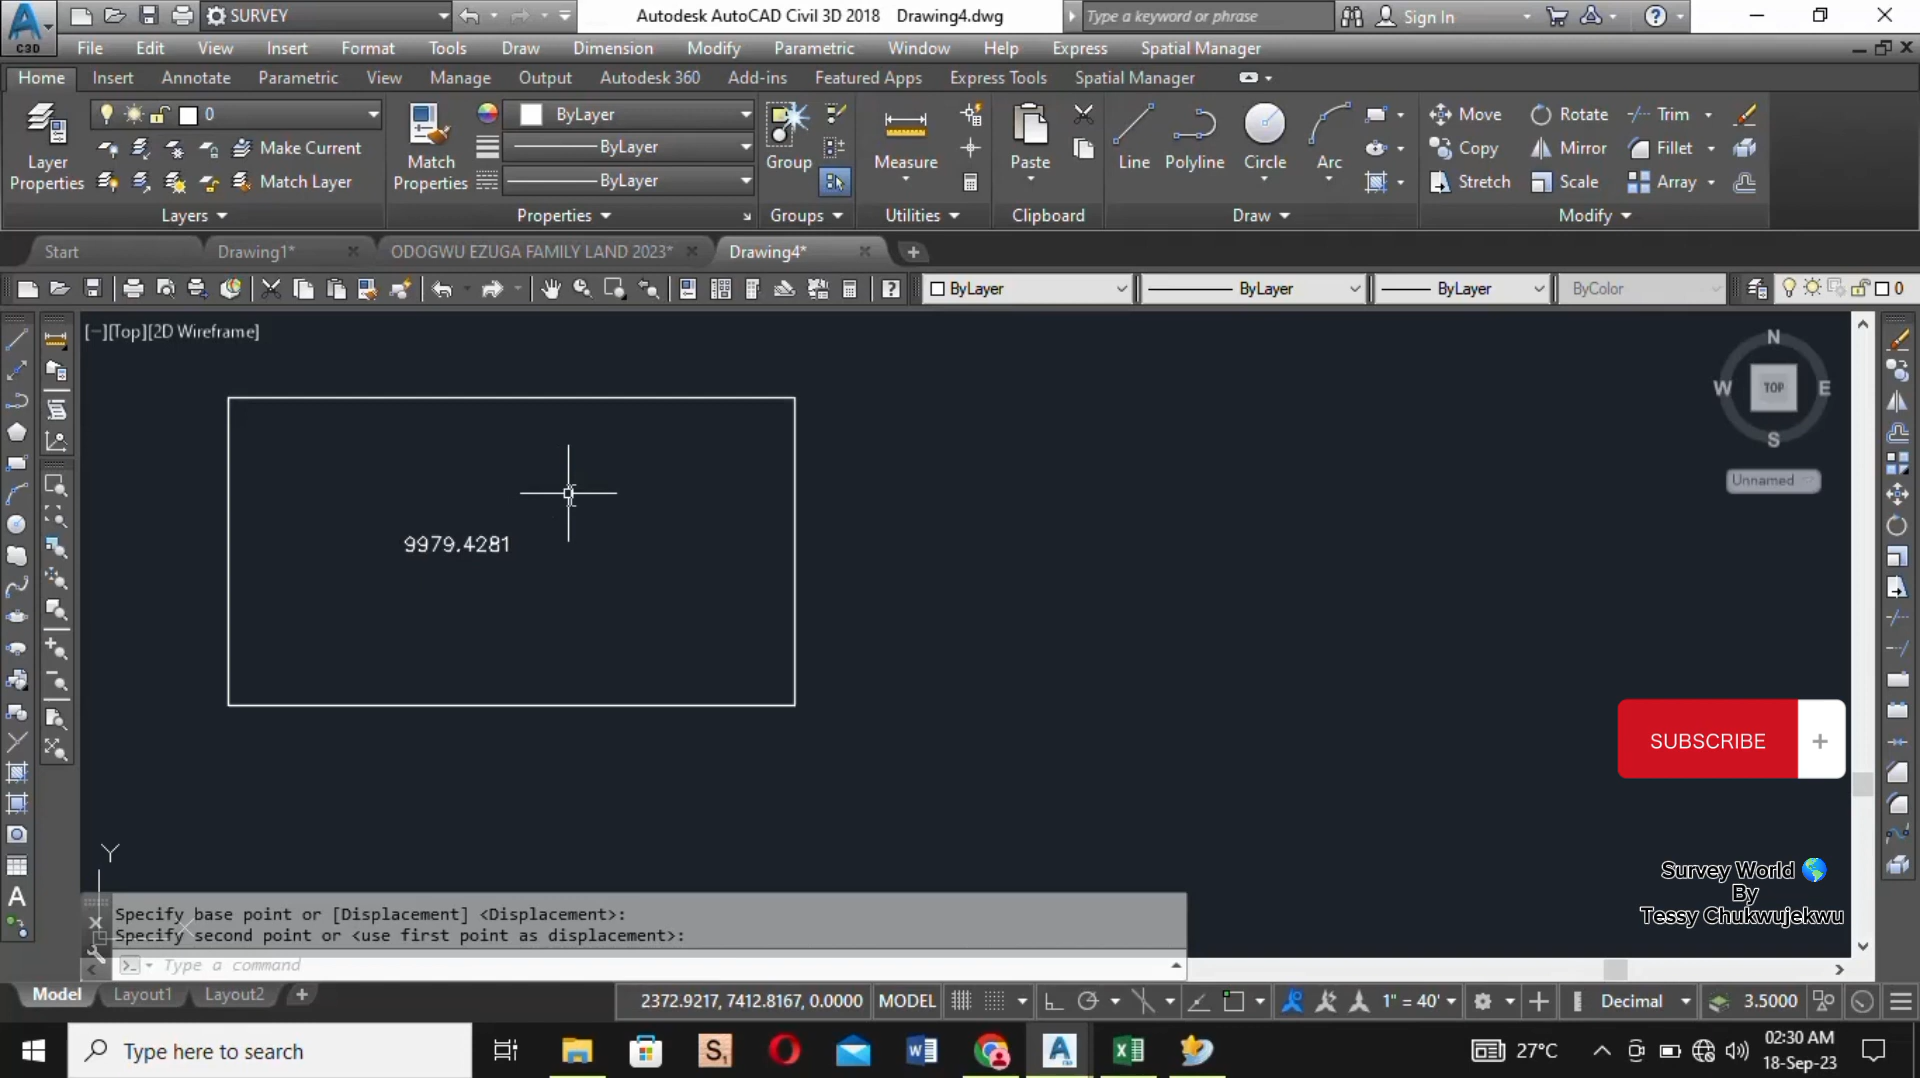 C3D
SURVEY
Autodesk AutoCAD Civil 3D 2018 Drawing4.dwg
Type a keyword or phrase
Sign In
File Edit View Insert Format Tools Draw Dimension Modify Parametric Window Help Express Spatial Manager
Home Insert Annotate Parametric View Manage Output Autodesk 360 Add-ins Featured Apps Express Tools Spatial Manager
Layer Properties
0
Make Current
Match Layer
Layers
Match Properties
ByLayer
ByLayer
ByLayer
Properties
Group
Groups
Measure
Utilities
Paste
Clipboard
Line
Polyline
Circle
Arc
Draw
Move
Copy
Stretch
Rotate
Mirror
Scale
Trim
Fillet
Array
Modify
Start
Drawing1*
ODOGWU EZUGA FAMILY LAND 2023*
Drawing4*
ByLayer
ByLayer
ByLayer
ByColor
0
[−][Top][2D Wireframe]
N
W
TOP
E
S
Unnamed
9979.4281
SUBSCRIBE +
Survey World
By
Tessy Chukwujekwu
Y
X
Specify base point or [Displacement] <Displacement>:
Specify second point or <use first point as displacement>:
Type a command
Model
Layout1
Layout2
2372.9217, 7412.8167, 0.0000
MODEL
1" = 40'
Decimal
3.5000
Type here to search
27°C
02:30 AM
18-Sep-23